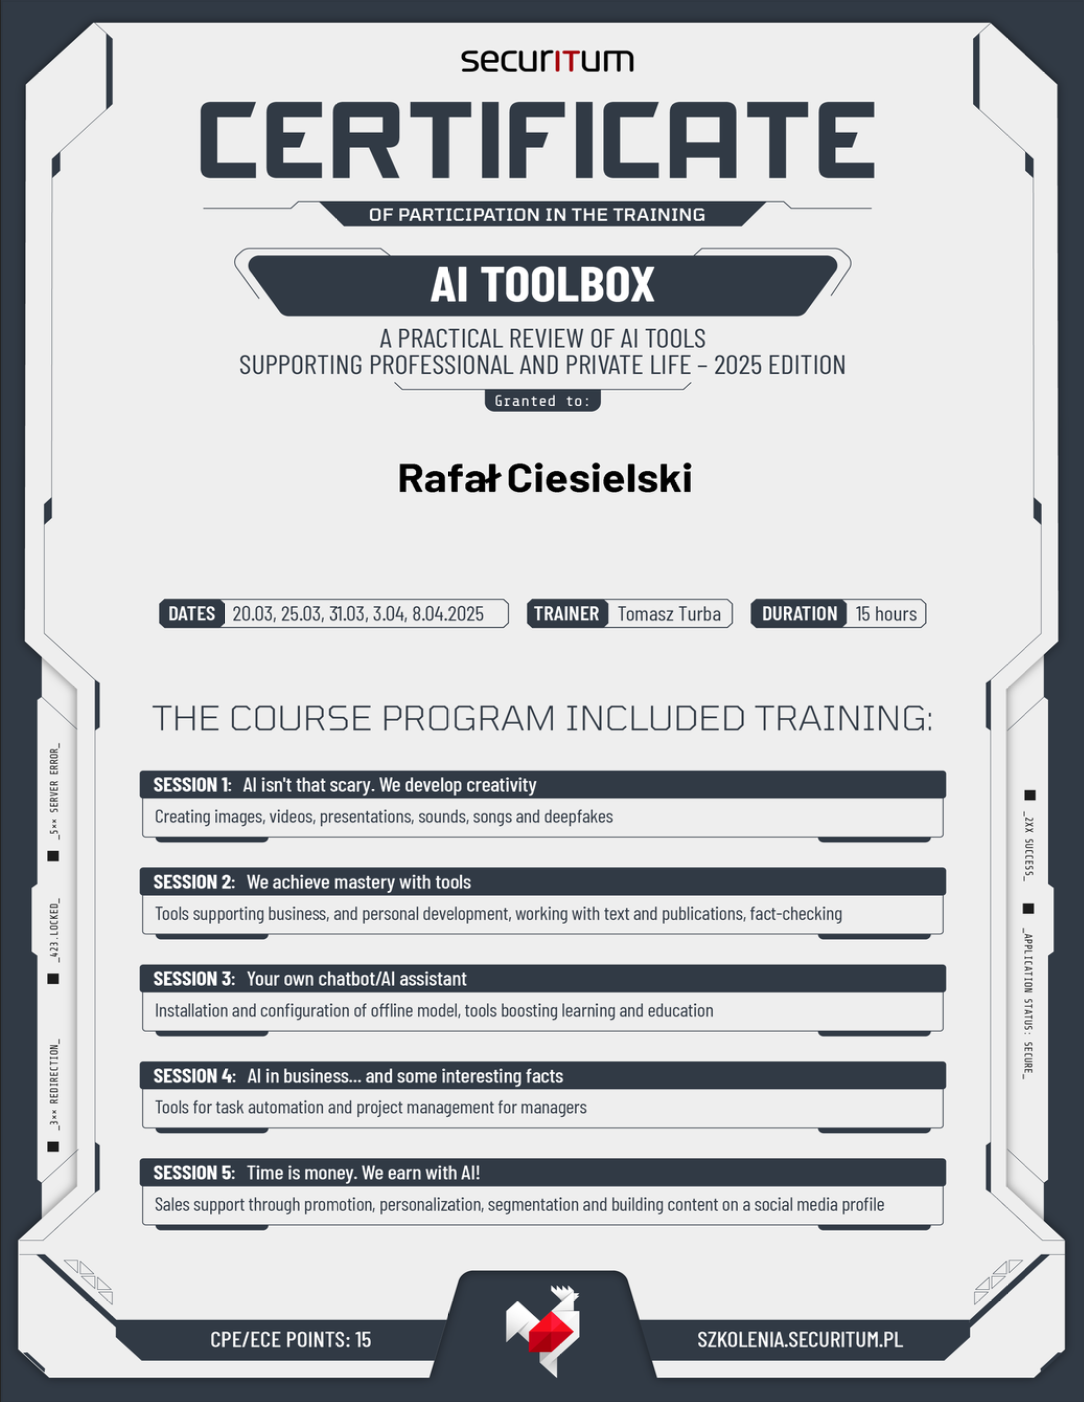 securITum
CERTIFICATE
OF PARTICIPATION IN THE TRAINING
AI TOOLBOX
A PRACTICAL REVIEW OF AI TOOLS
SUPPORTING PROFESSIONAL AND PRIVATE LIFE – 2025 EDITION
Granted to:
Rafał Ciesielski
DATES 20.03, 25.03, 31.03, 3.04, 8.04.2025 TRAINER Tomasz Turba DURATION 15 hours
THE COURSE PROGRAM INCLUDED TRAINING:
SESSION 1: AI isn't that scary. We develop creativity
Creating images, videos, presentations, sounds, songs and deepfakes
SESSION 2: We achieve mastery with tools
Tools supporting business, and personal development, working with text and publications, fact-checking
SESSION 3: Your own chatbot/AI assistant
Installation and configuration of offline model, tools boosting learning and education
SESSION 4: AI in business... and some interesting facts
Tools for task automation and project management for managers
SESSION 5: Time is money. We earn with AI!
Sales support through promotion, personalization, segmentation and building content on a social media profile
_3×× REDIRECTION_ _423.LOCKED_ _5×× SERVER ERROR_
_2XX SUCCESS_ _APPLICATION STATUS: SECURE_
CPE/ECE POINTS: 15
SZKOLENIA.SECURITUM.PL